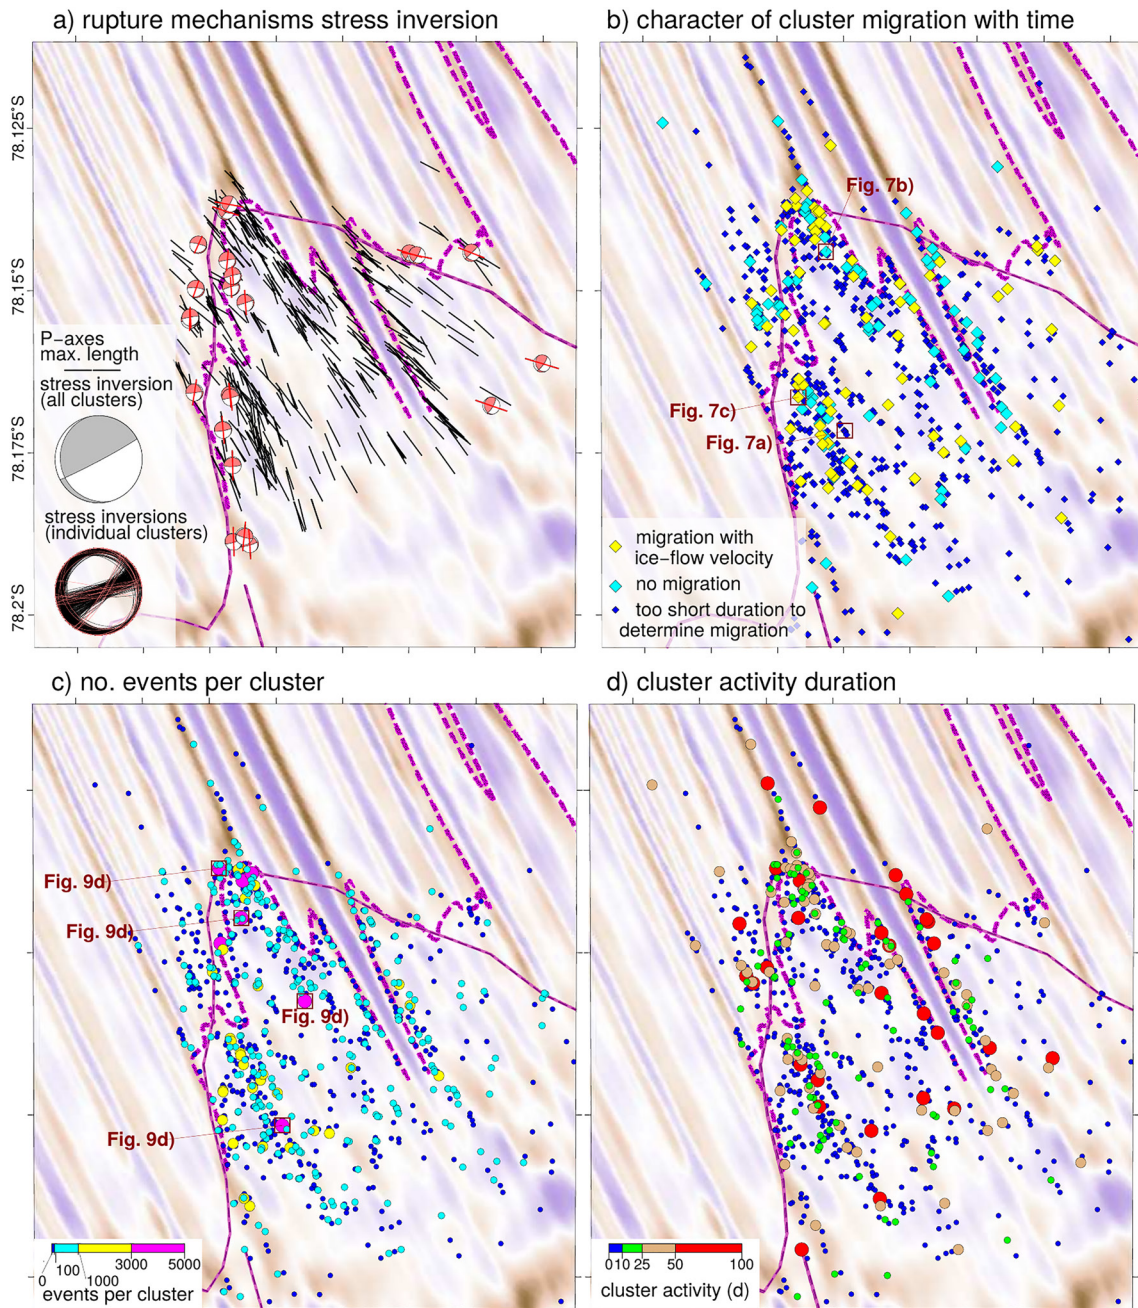 a) rupture mechanisms stress inversion
b) character of cluster migration with time
78.125°S
78.15°S
78.175°S
78.2°S
P−axes
max. length
stress inversion
(all clusters)
stress inversions
(individual clusters)
Fig. 7b)
Fig. 7c)
Fig. 7a)
migration with
ice−flow velocity
no migration
too short duration to
determine migration
c) no. events per cluster
d) cluster activity duration
Fig. 9d)
Fig. 9d)
Fig. 9d)
Fig. 9d)
0 100 1000 3000 5000
events per cluster
0 10 25 50 100
cluster activity (d)